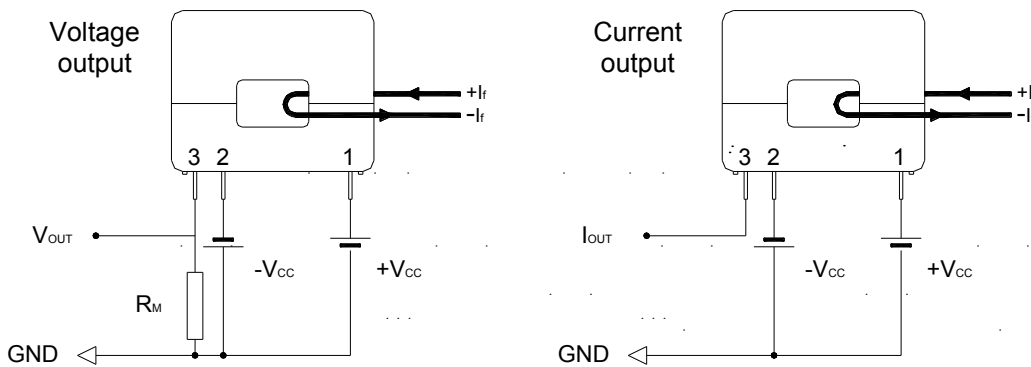 Voltage
output
+If
-If
3 2 1
VOUT
-VCC
+VCC
RM
GND
Current
output
+I
-I
3 2 1
IOUT
-VCC
+VCC
GND